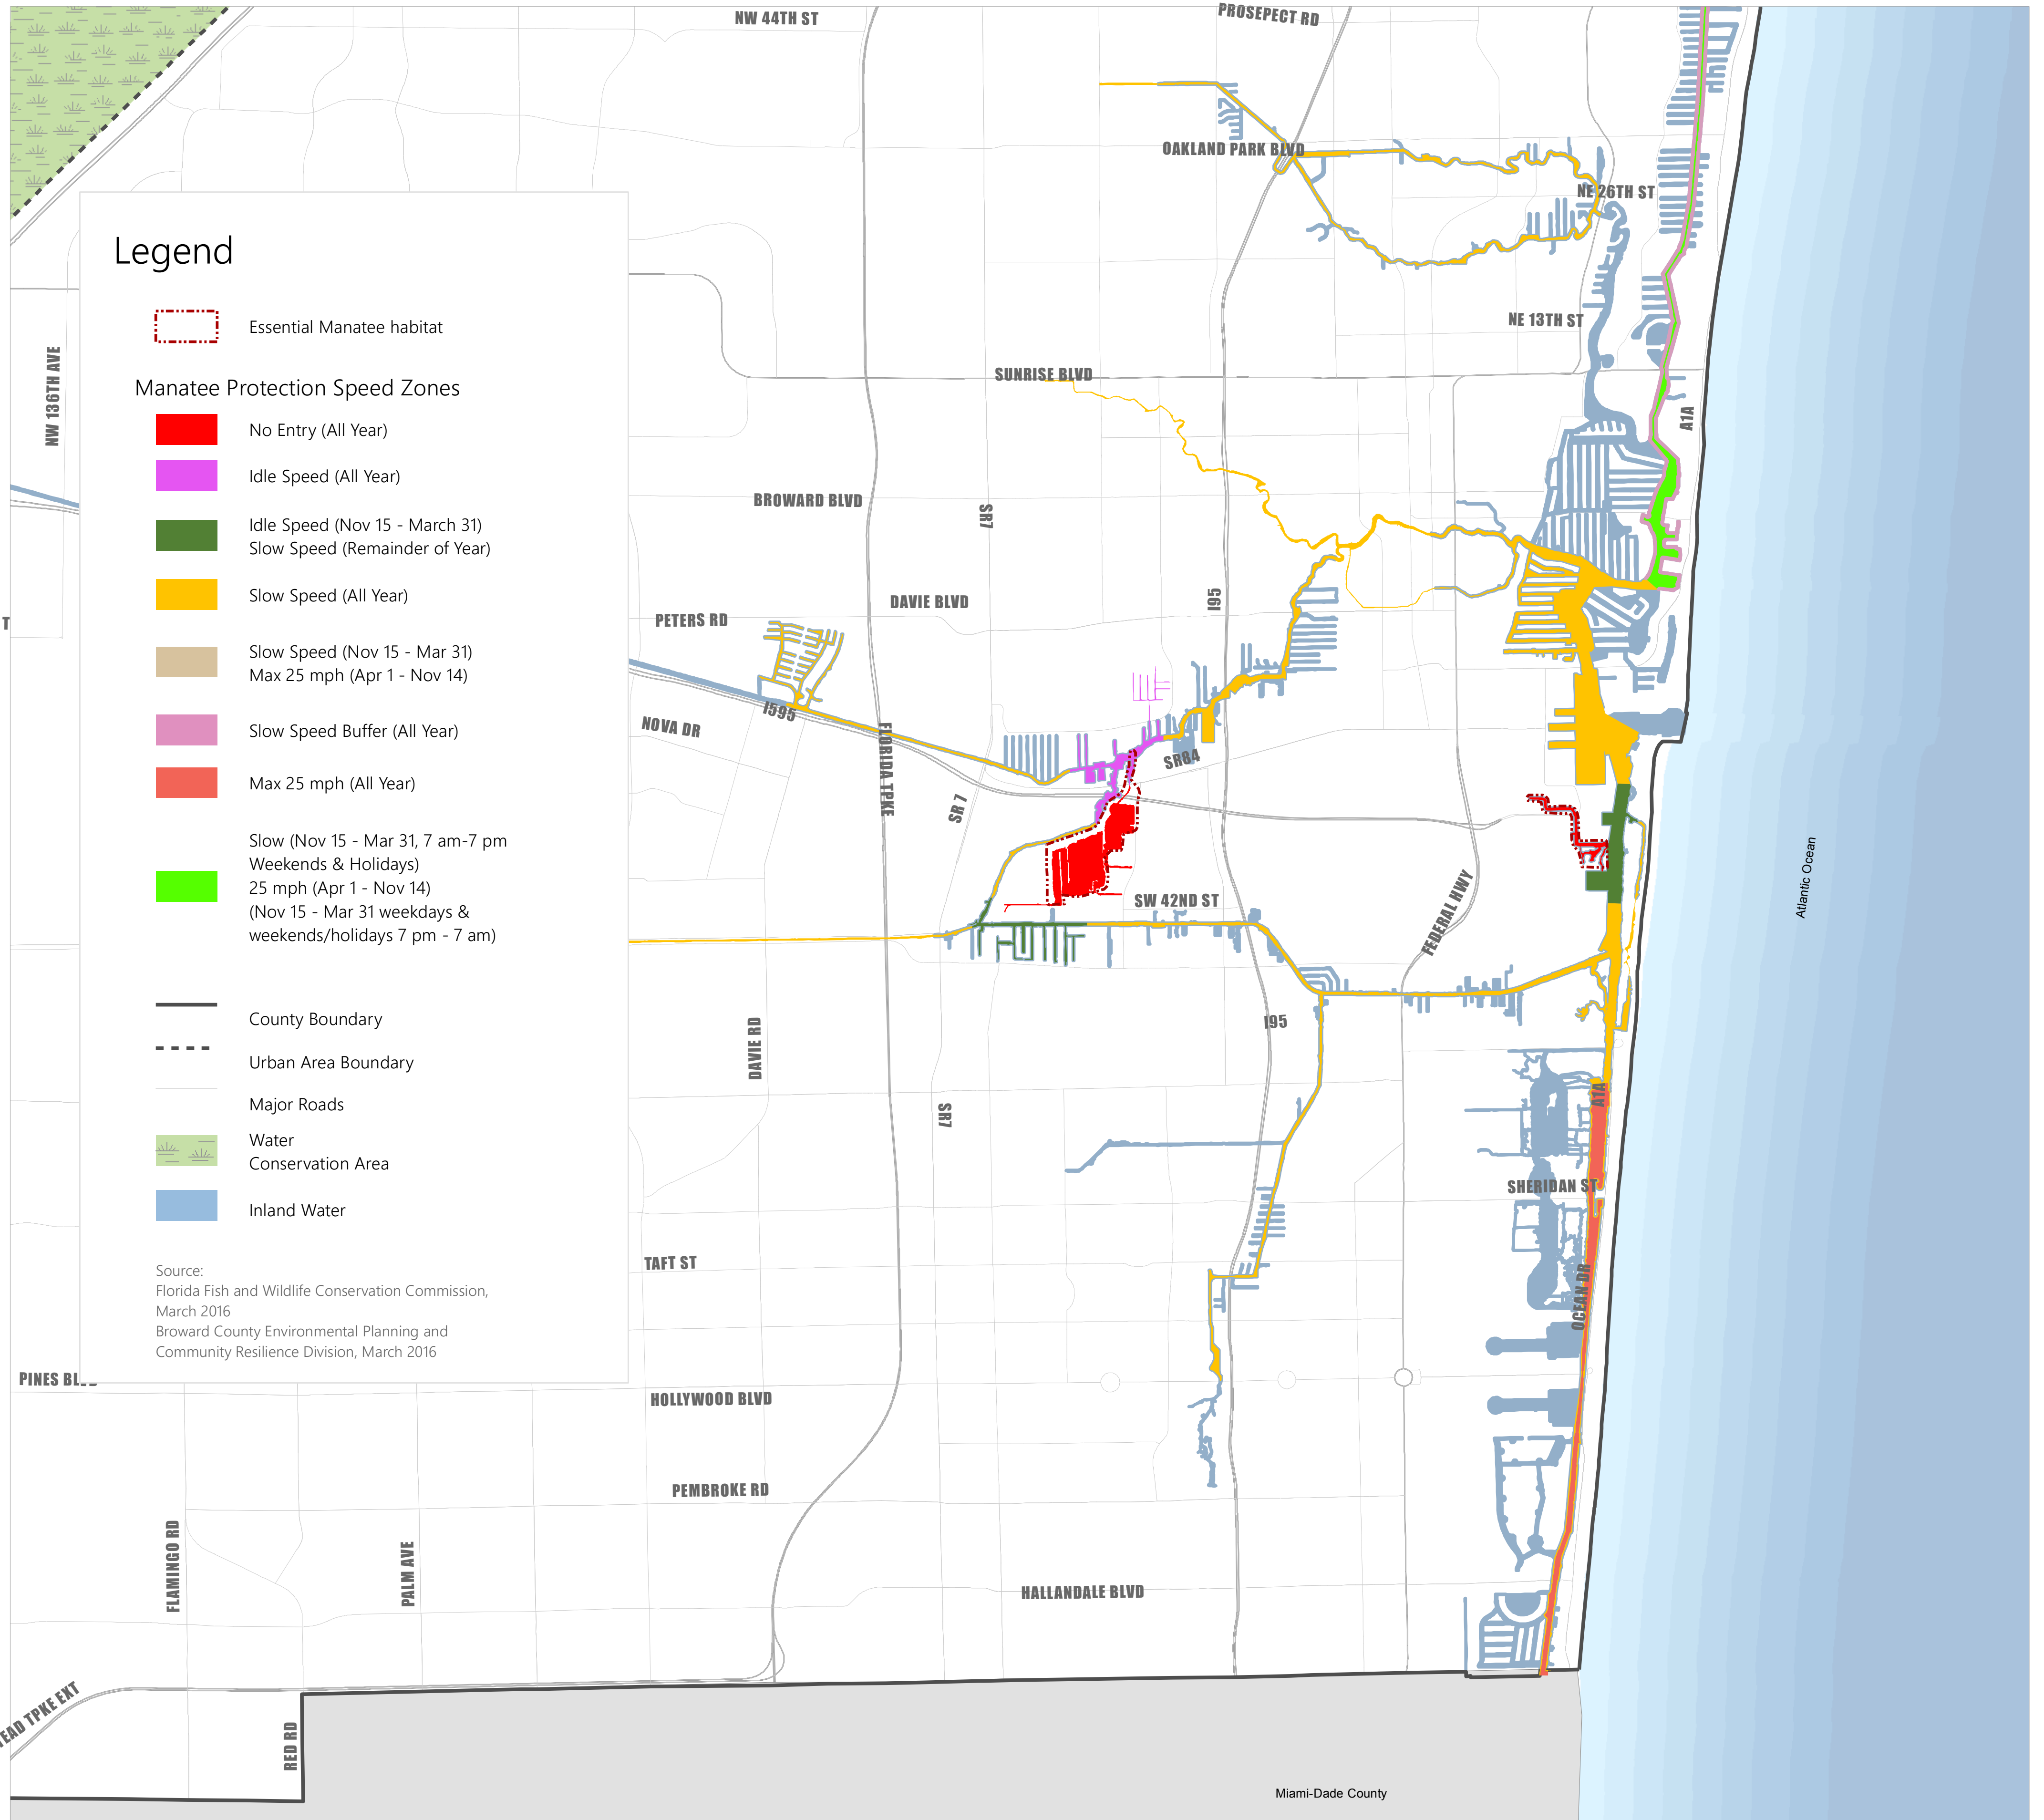 NW 44TH ST
PROSEPECT RD
OAKLAND PARK BLVD
NE 26TH ST
Legend
Essential Manatee habitat
Manatee Protection Speed Zones
No Entry (All Year)
Idle Speed (All Year)
Idle Speed (Nov 15 - March 31)
Slow Speed (Remainder of Year)
Slow Speed (All Year)
Slow Speed (Nov 15 - Mar 31)
Max 25 mph (Apr 1 - Nov 14)
Slow Speed Buffer (All Year)
Max 25 mph (All Year)
Slow (Nov 15 - Mar 31, 7 am-7 pm
Weekends & Holidays)
25 mph (Apr 1 - Nov 14)
(Nov 15 - Mar 31 weekdays &
weekends/holidays 7 pm - 7 am)
County Boundary
Urban Area Boundary
Major Roads
Water
Conservation Area
Inland Water
Source:
Florida Fish and Wildlife Conservation Commission,
March 2016
Broward County Environmental Planning and
Community Resilience Division, March 2016
NW 136TH AVE
T
NE 13TH ST
SUNRISE BLVD
A1A
BROWARD BLVD
SR7
DAVIE BLVD
I95
PETERS RD
I595
NOVA DR
FLORIDA TPKE
SR84
SR 7
SW 42ND ST
FEDERAL HWY
Atlantic Ocean
I95
DAVIE RD
SR7
A1A
SHERIDAN ST
TAFT ST
OCEAN DR
PINES BLVD
HOLLYWOOD BLVD
PEMBROKE RD
FLAMINGO RD
PALM AVE
HALLANDALE BLVD
EAD TPKE EXT
RED RD
Miami-Dade County